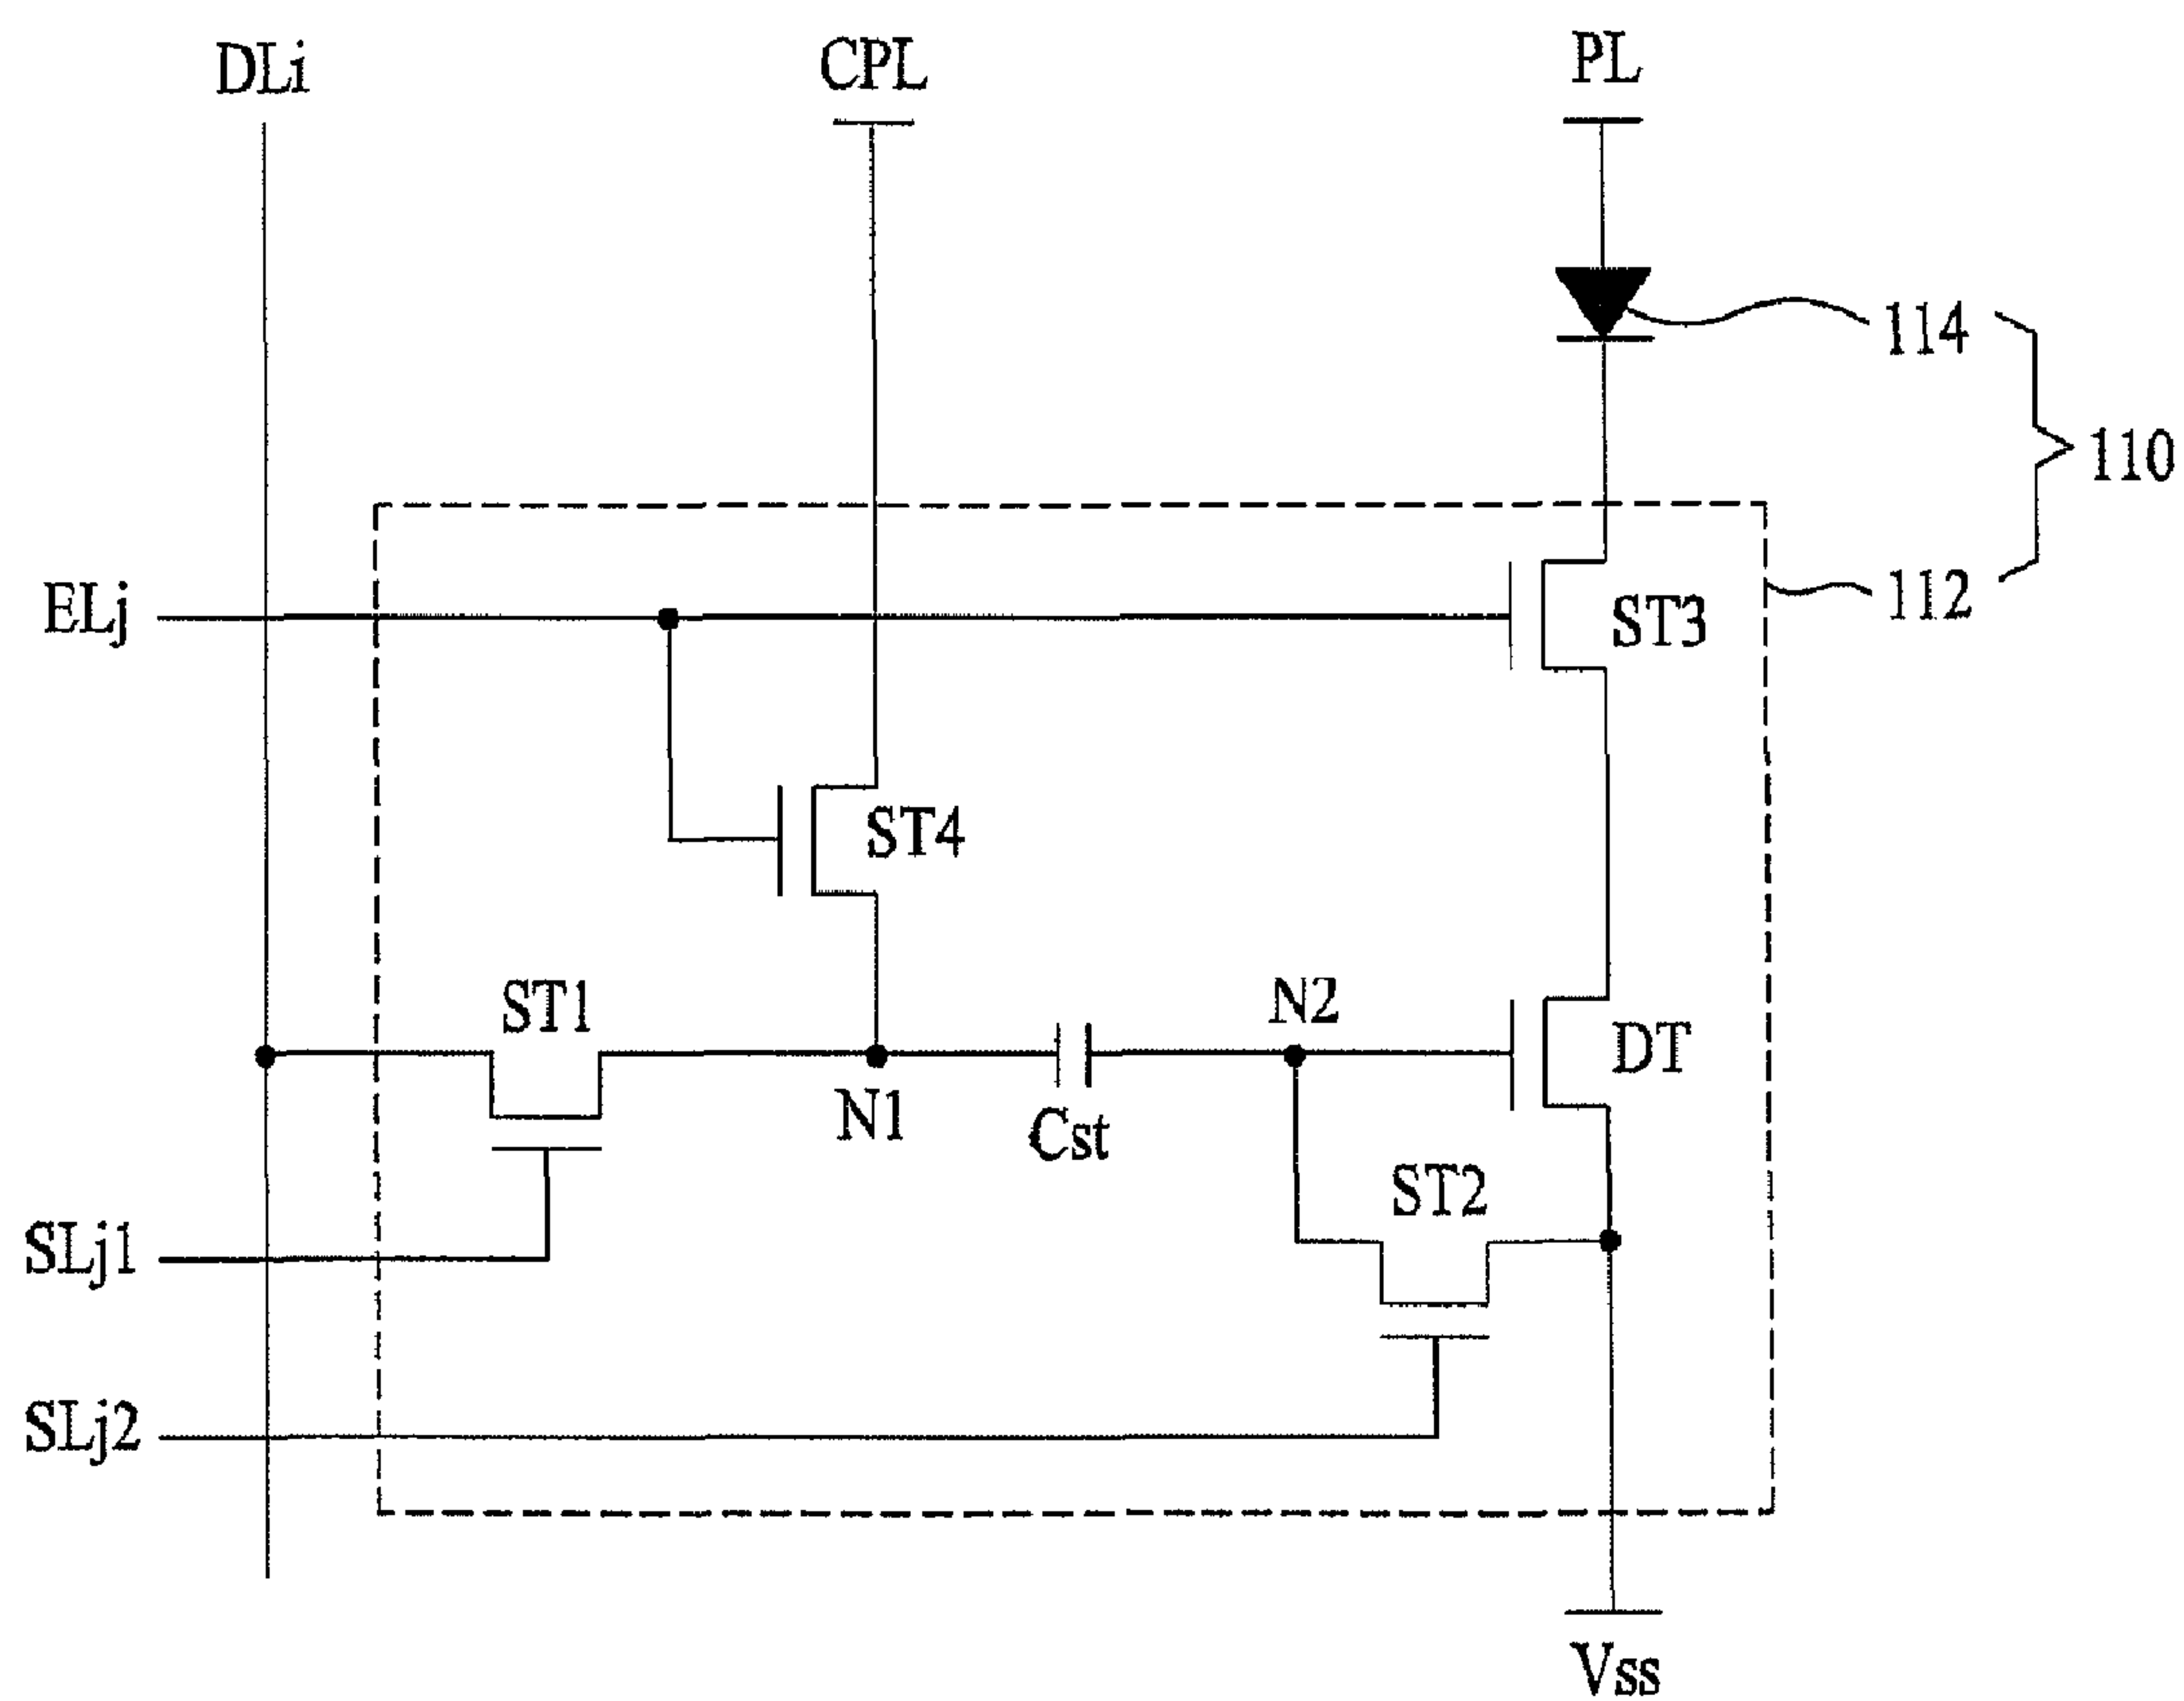 DLi
CPL
PL
114
110
ELj
ST3
112
ST4
ST1
N2
DT
N1
Cst
ST2
SLj1
SLj2
Vss